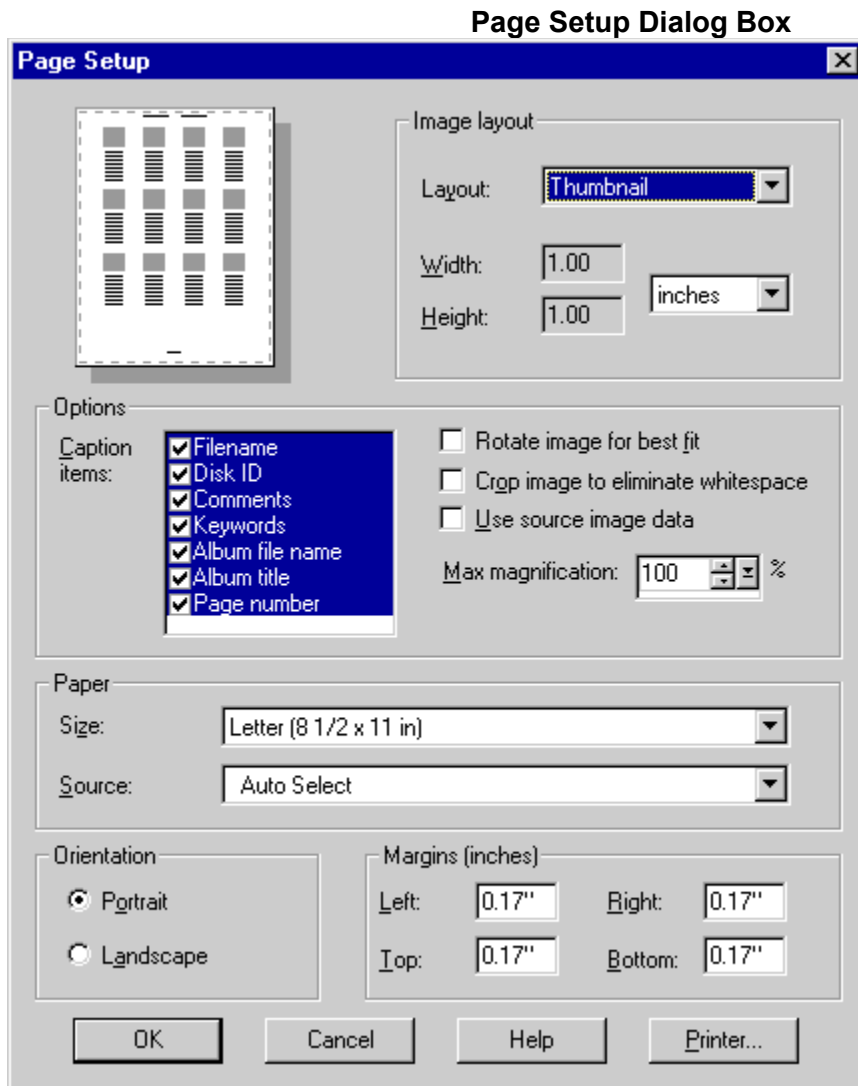 Page Setup Dialog Box
Page Setup
Image layout
Layout: Thumbnail
Width: 1.00
inches
Height: 1.00
Options
Caption items:
Filename
Disk ID
Comments
Keywords
Album file name
Album title
Page number
Rotate image for best fit
Crop image to eliminate whitespace
Use source image data
Max magnification: 100 %
Paper
Size: Letter (8 1/2 x 11 in)
Source: Auto Select
Orientation
Portrait
Landscape
Margins (inches)
Left: 0.17" Right: 0.17"
Top: 0.17" Bottom: 0.17"
OK Cancel Help Printer...